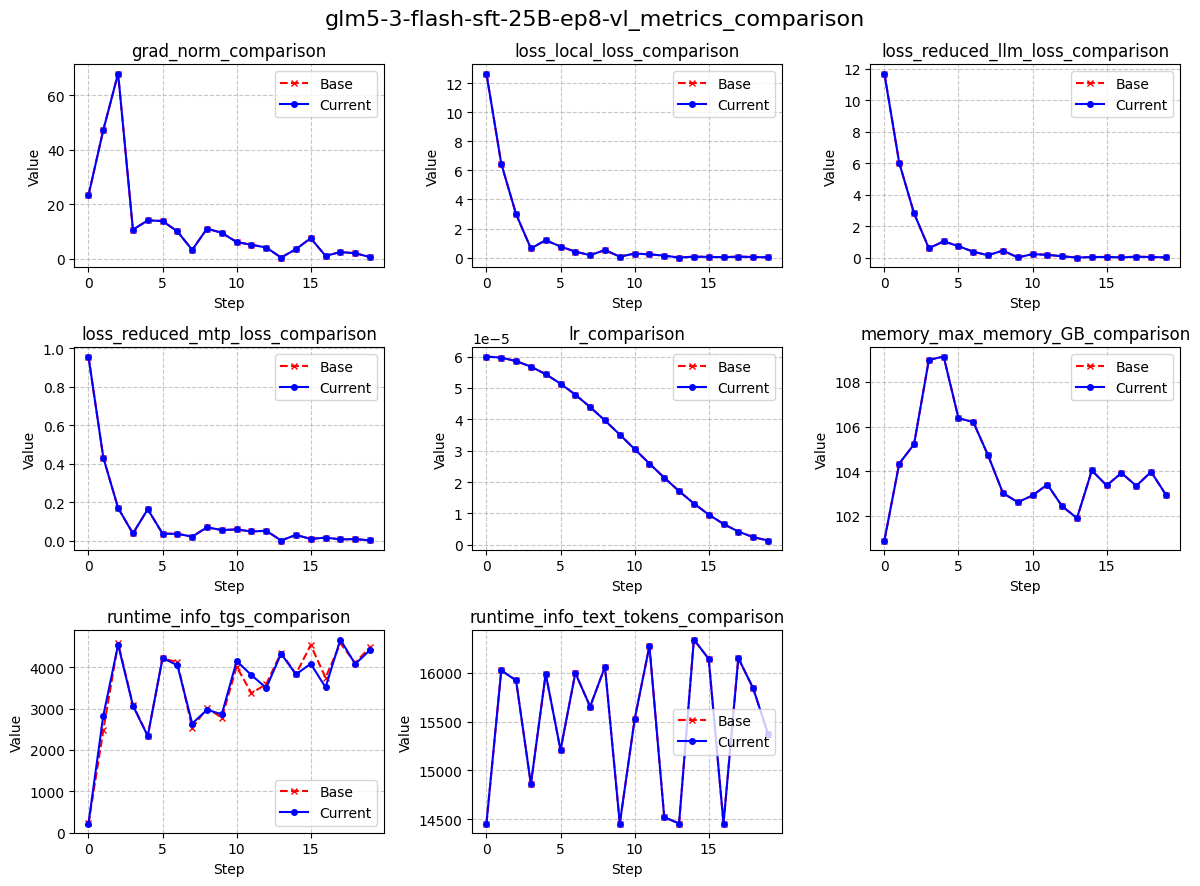 glm5-3-flash-sft-25B-ep8-vl_metrics_comparison
grad_norm_comparison
Value
60
40
20
0
0
5
10
15
Step
Base
Current
loss_local_loss_comparison
Value
12
10
8
6
4
2
0
0
5
10
15
Step
Base
Current
loss_reduced_llm_loss_comparison
Value
12
10
8
6
4
2
0
0
5
10
15
Step
Base
Current
loss_reduced_mtp_loss_comparison
Value
1.0
0.8
0.6
0.4
0.2
0.0
0
5
10
15
Step
Base
Current
lr_comparison
1e−5
Value
6
5
4
3
2
1
0
0
5
10
15
Step
Base
Current
memory_max_memory_GB_comparison
Value
108
106
104
102
0
5
10
15
Step
Base
Current
runtime_info_tgs_comparison
Value
4000
3000
2000
1000
0
0
5
10
15
Step
Base
Current
runtime_info_text_tokens_comparison
Value
16000
15500
15000
14500
0
5
10
15
Step
Base
Current